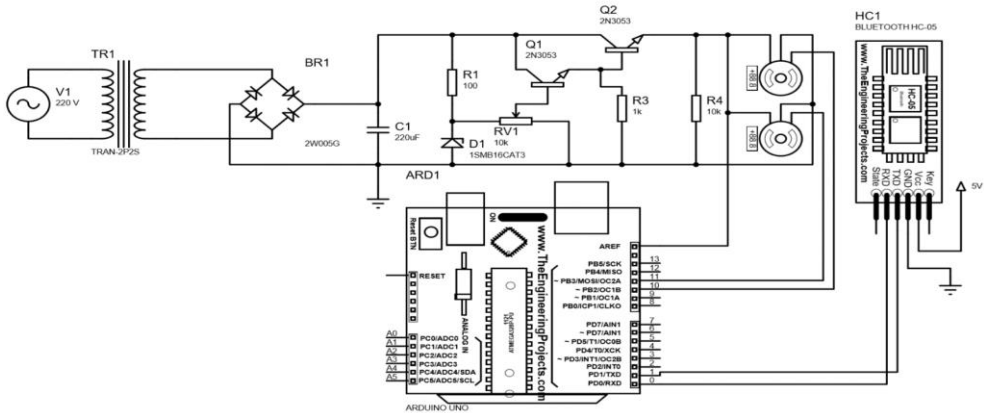 TR1
TRAN-2P2S
V1
220 V
BR1
2W005G
C1
220uF
R1
100
D1
1SMB16CAT3
RV1
10k
Q1
2N3053
Q2
2N3053
R3
1k
R4
10k
+88.8
+88.8
HC1
BLUETOOTH HC-05
www.TheEngineeringProjects.com
HC-05
State
RXD
TXD
GND
Vcc
Key
5V
ARD1
Reset BTN
ON
www.TheEngineeringProjects.com
ANALOG IN
RESET
A0 PC0/ADC0
A1 PC1/ADC1
A2 PC2/ADC2
A3 PC3/ADC3
A4 PC4/ADC4/SDA
A5 PC5/ADC5/SCL
AREF
PB5/SCK 13
PB4/MISO 12
~ PB3/MOSI/OC2A 11
~ PB2/OC1B 10
~ PB1/OC1A 9
PB0/ICP1/CLKO 8
PD7/AIN1 7
~ PD7/AIN1 6
~ PD5/T1/OC0B 5
PD4/T0/XCK 4
~ PD3/INT1/OC2B 3
PD2/INT0 2
PD1/TXD 1
PD0/RXD 0
ARDUINO UNO